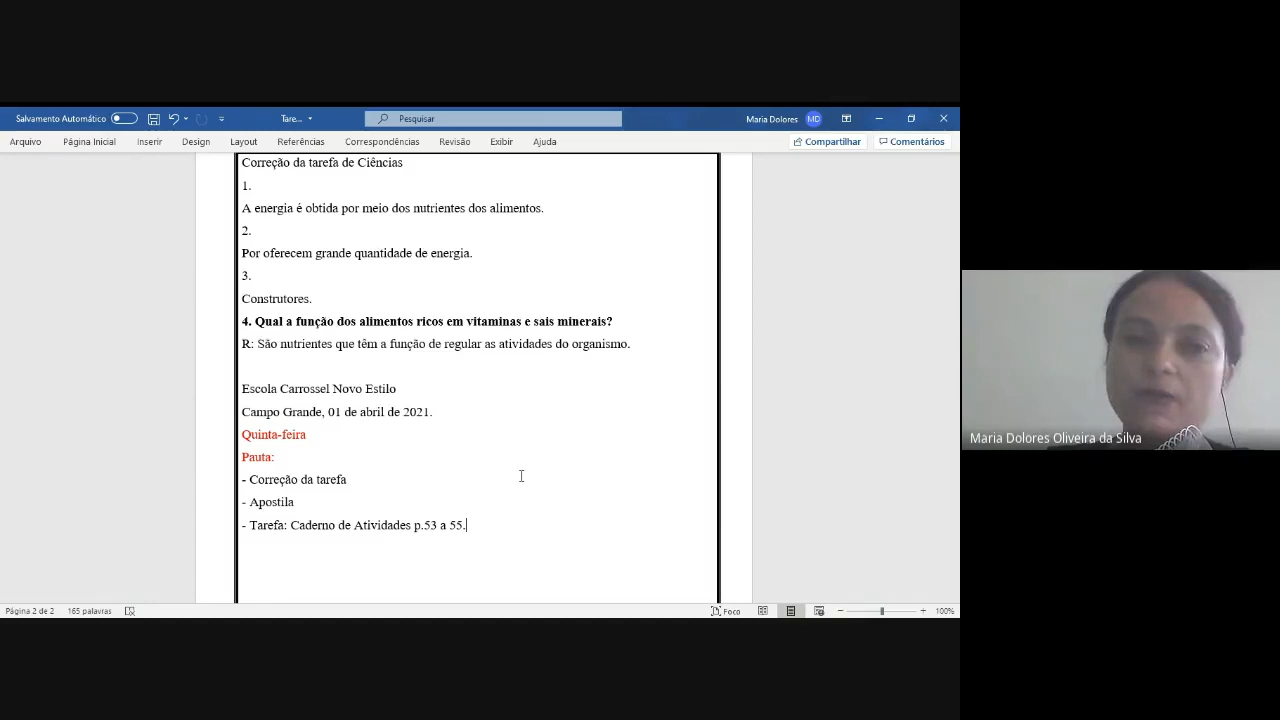 Salvamento Automático
Tare...
Pesquisar
Maria Dolores
MD
Arquivo
Página Inicial
Inserir
Design
Layout
Referências
Correspondências
Revisão
Exibir
Ajuda
Compartilhar
Comentários
Correção da tarefa de Ciências
1.
A energia é obtida por meio dos nutrientes dos alimentos.
2.
Por oferecem grande quantidade de energia.
3.
Construtores.
4. Qual a função dos alimentos ricos em vitaminas e sais minerais?
R: São nutrientes que têm a função de regular as atividades do organismo.
Escola Carrossel Novo Estilo
Campo Grande, 01 de abril de 2021.
Quinta-feira
Pauta:
- Correção da tarefa
- Apostila
- Tarefa: Caderno de Atividades p.53 a 55.
Maria Dolores Oliveira da Silva
Página 2 de 2
165 palavras
Foco
100%